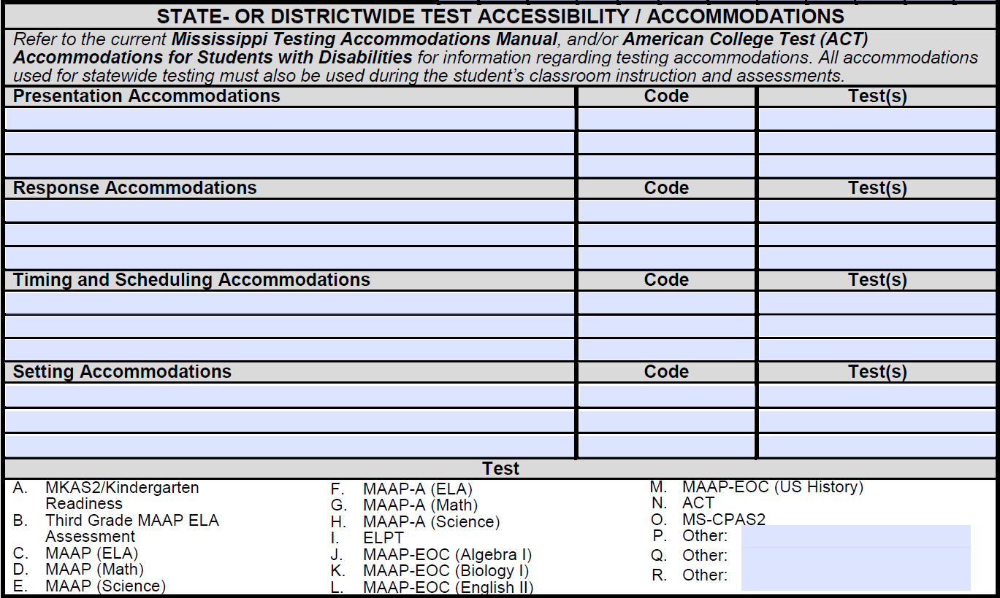 STATE- OR DISTRICTWIDE TEST ACCESSIBILITY / ACCOMMODATIONS
Refer to the current Mississippi Testing Accommodations Manual, and/or American College Test (ACT)
Accommodations for Students with Disabilities for information regarding testing accommodations. All accommodations
used for statewide testing must also be used during the student’s classroom instruction and assessments.
Presentation Accommodations Code Test(s)
Response Accommodations Code Test(s)
Timing and Scheduling Accommodations Code Test(s)
Setting Accommodations Code Test(s)
Test
A. MKAS2/Kindergarten
Readiness
B. Third Grade MAAP ELA
Assessment
C. MAAP (ELA)
D. MAAP (Math)
E. MAAP (Science)
F. MAAP-A (ELA)
G. MAAP-A (Math)
H. MAAP-A (Science)
I. ELPT
J. MAAP-EOC (Algebra I)
K. MAAP-EOC (Biology I)
L. MAAP-EOC (English II)
M. MAAP-EOC (US History)
N. ACT
O. MS-CPAS2
P. Other:
Q. Other:
R. Other: